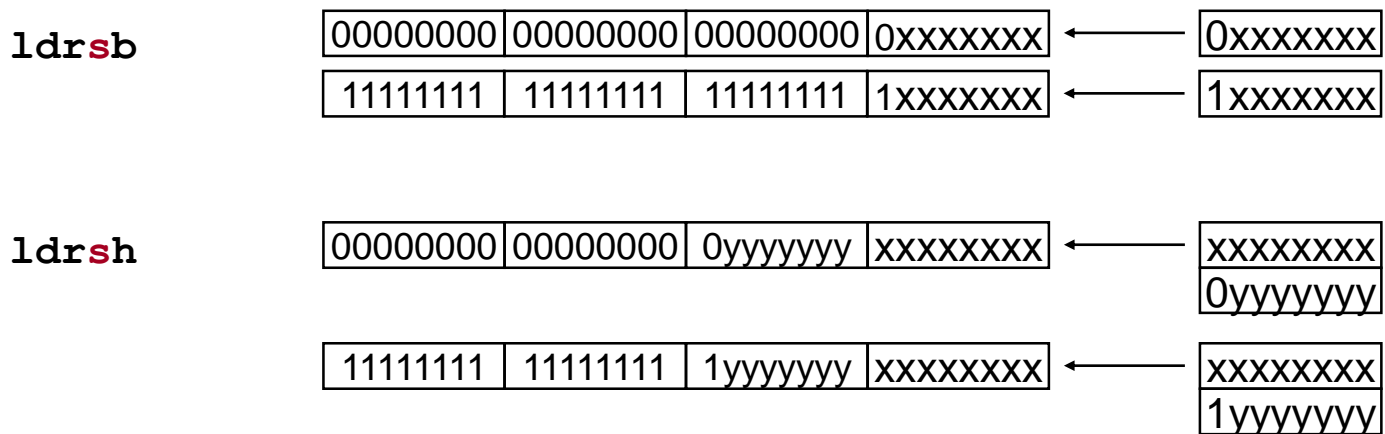 ldrsb 00000000 00000000 00000000 0xxxxxxx 0xxxxxxx
11111111 11111111 11111111 1xxxxxxx 1xxxxxxx
ldrsh 00000000 00000000 0yyyyyyy xxxxxxxx xxxxxxxx
0yyyyyyy
11111111 11111111 1yyyyyyy xxxxxxxx xxxxxxxx
1yyyyyyy